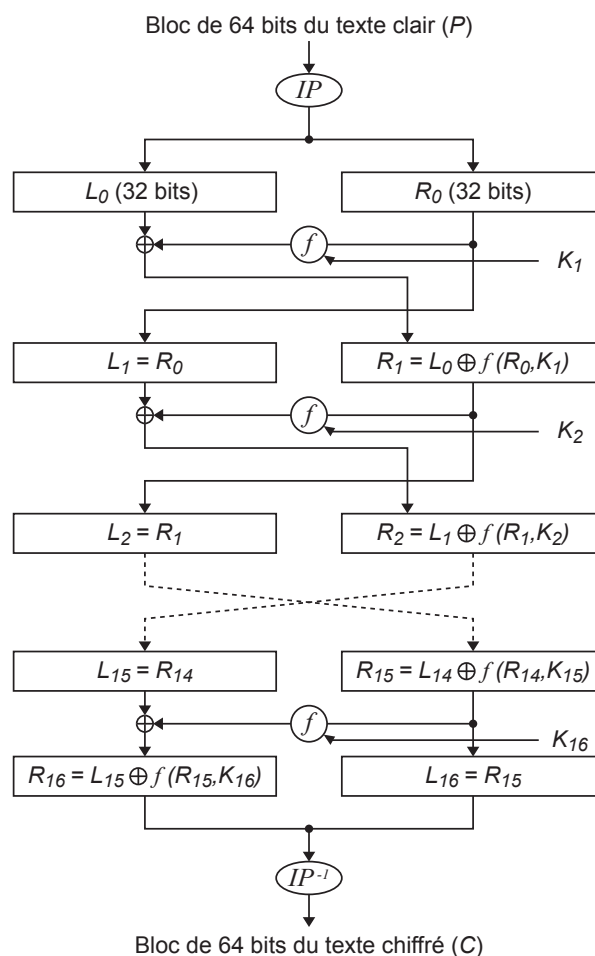 Bloc de 64 bits du texte clair (P)
IP
L₀ (32 bits) R₀ (32 bits)
⊕ f
K₁
L₁ = R₀ R₁ = L₀ ⊕ f (R₀,K₁)
⊕ f
K₂
L₂ = R₁ R₂ = L₁ ⊕ f (R₁,K₂)
L₁₅ = R₁₄ R₁₅ = L₁₄ ⊕ f (R₁₄,K₁₅)
⊕ f
K₁₆
R₁₆ = L₁₅ ⊕ f (R₁₅,K₁₆) L₁₆ = R₁₅
IP⁻¹
Bloc de 64 bits du texte chiffré (C)